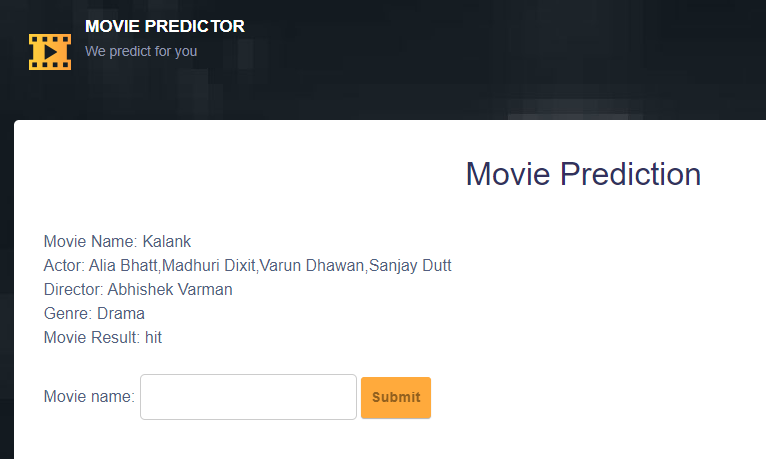 MOVIE PREDICTOR
We predict for you
Movie Prediction
Movie Name: Kalank
Actor: Alia Bhatt,Madhuri Dixit,Varun Dhawan,Sanjay Dutt
Director: Abhishek Varman
Genre: Drama
Movie Result: hit
Movie name: Submit